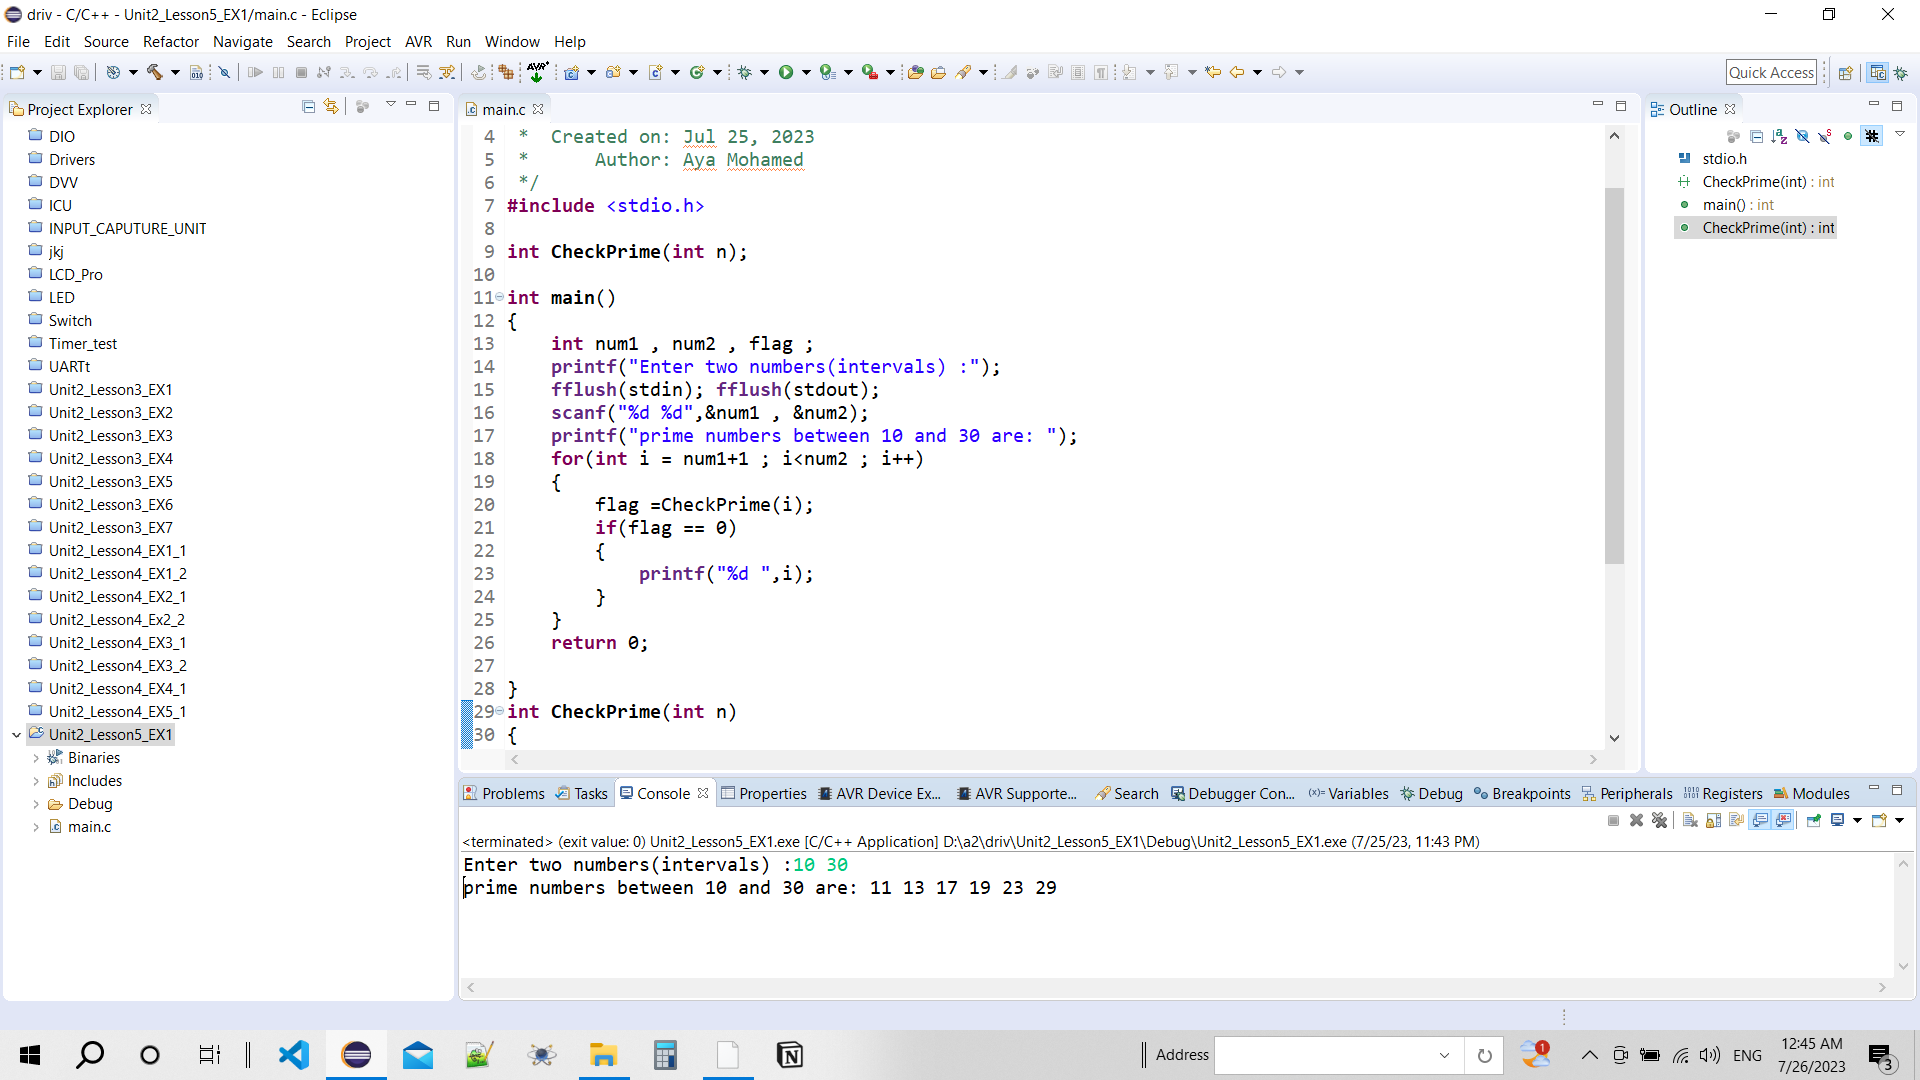 driv - C/C++ - Unit2_Lesson5_EX1/main.c - Eclipse
File Edit Source Refactor Navigate Search Project AVR Run Window Help
Quick Access
Project Explorer
DIO
Drivers
DVV
ICU
INPUT_CAPUTURE_UNIT
jkj
LCD_Pro
LED
Switch
Timer_test
UARTt
Unit2_Lesson3_EX1
Unit2_Lesson3_EX2
Unit2_Lesson3_EX3
Unit2_Lesson3_EX4
Unit2_Lesson3_EX5
Unit2_Lesson3_EX6
Unit2_Lesson3_EX7
Unit2_Lesson4_EX1_1
Unit2_Lesson4_EX1_2
Unit2_Lesson4_EX2_1
Unit2_Lesson4_Ex2_2
Unit2_Lesson4_EX3_1
Unit2_Lesson4_EX3_2
Unit2_Lesson4_EX4_1
Unit2_Lesson4_EX5_1
Unit2_Lesson5_EX1
Binaries
Includes
Debug
main.c
main.c
4 * Created on: Jul 25, 2023
5 * Author: Aya Mohamed
6 */
7 #include <stdio.h>
8
9 int CheckPrime(int n);
10
11 int main()
12 {
13 int num1 , num2 , flag ;
14 printf("Enter two numbers(intervals) :");
15 fflush(stdin); fflush(stdout);
16 scanf("%d %d",&num1 , &num2);
17 printf("prime numbers between 10 and 30 are: ");
18 for(int i = num1+1 ; i<num2 ; i++)
19 {
20 flag =CheckPrime(i);
21 if(flag == 0)
22 {
23 printf("%d ",i);
24 }
25 }
26 return 0;
27
28 }
29 int CheckPrime(int n)
30 {
Outline
stdio.h
CheckPrime(int) : int
main() : int
CheckPrime(int) : int
Problems Tasks Console Properties AVR Device Ex... AVR Supporte... Search Debugger Con... Variables Debug Breakpoints Peripherals Registers Modules
<terminated> (exit value: 0) Unit2_Lesson5_EX1.exe [C/C++ Application] D:\a2\driv\Unit2_Lesson5_EX1\Debug\Unit2_Lesson5_EX1.exe (7/25/23, 11:43 PM)
Enter two numbers(intervals) :10 30
prime numbers between 10 and 30 are: 11 13 17 19 23 29
Address
1
ENG
12:45 AM
7/26/2023
3